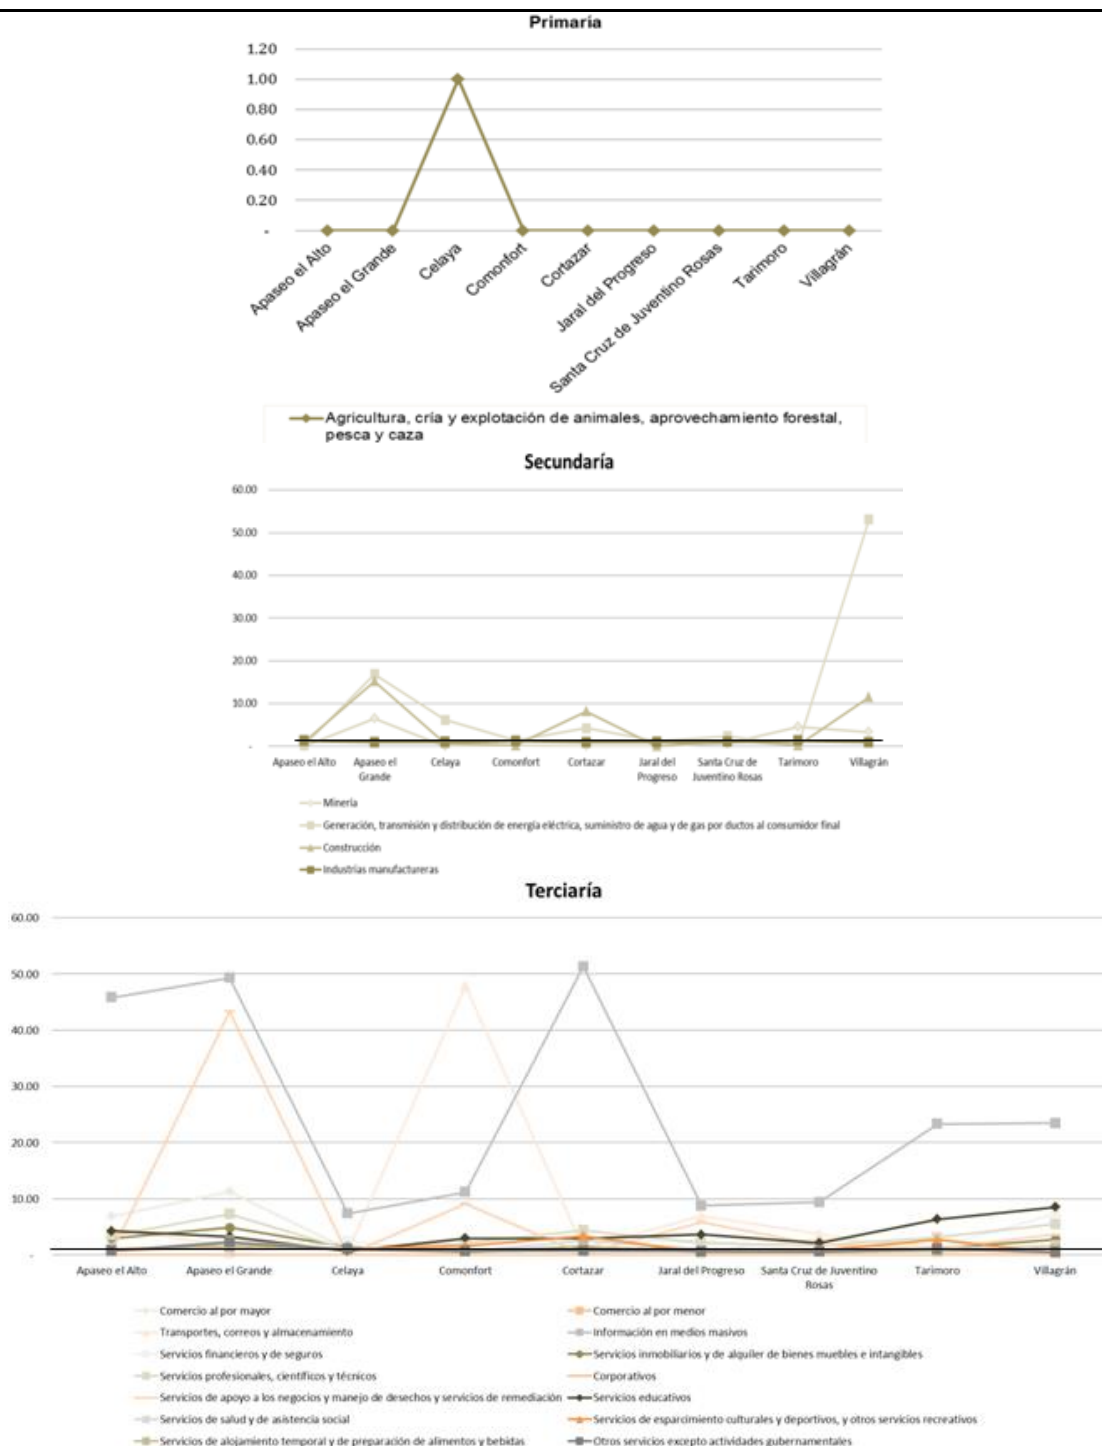 Primaría
1.20
1.00
0.80
0.60
0.40
0.20
-
Apaseo el Alto
Apaseo el Grande
Celaya
Comonfort
Cortazar
Jaral del Progreso
Santa Cruz de Juventino Rosas
Tarimoro
Villagrán
Agricultura, cría y explotación de animales, aprovechamiento forestal,
pesca y caza
Secundaría
60.00
50.00
40.00
30.00
20.00
10.00
-
Apaseo el Alto Apaseo el Celaya Comonfort Cortazar Jaral del Santa Cruz de Tarimoro Villagrán
Grande Progreso Juventino Rosas
Minería
Generación, transmisión y distribución de energía eléctrica, suministro de agua y de gas por ductos al consumidor final
Construcción
Industrias manufactureras
Terciaría
60.00
50.00
40.00
30.00
20.00
10.00
-
Apaseo el Alto Apaseo el Grande Celaya Comonfort Cortazar Jaral del Progreso Santa Cruz de Juventino Tarimoro Villagrán
Rosas
Comercio al por mayor Comercio al por menor
Transportes, correos y almacenamiento Información en medios masivos
Servicios financieros y de seguros Servicios inmobiliarios y de alquiler de bienes muebles e intangibles
Servicios profesionales, científicos y técnicos Corporativos
Servicios de apoyo a los negocios y manejo de desechos y servicios de remediación Servicios educativos
Servicios de salud y de asistencia social Servicios de esparcimiento culturales y deportivos, y otros servicios recreativos
Servicios de alojamiento temporal y de preparación de alimentos y bebidas Otros servicios excepto actividades gubernamentales